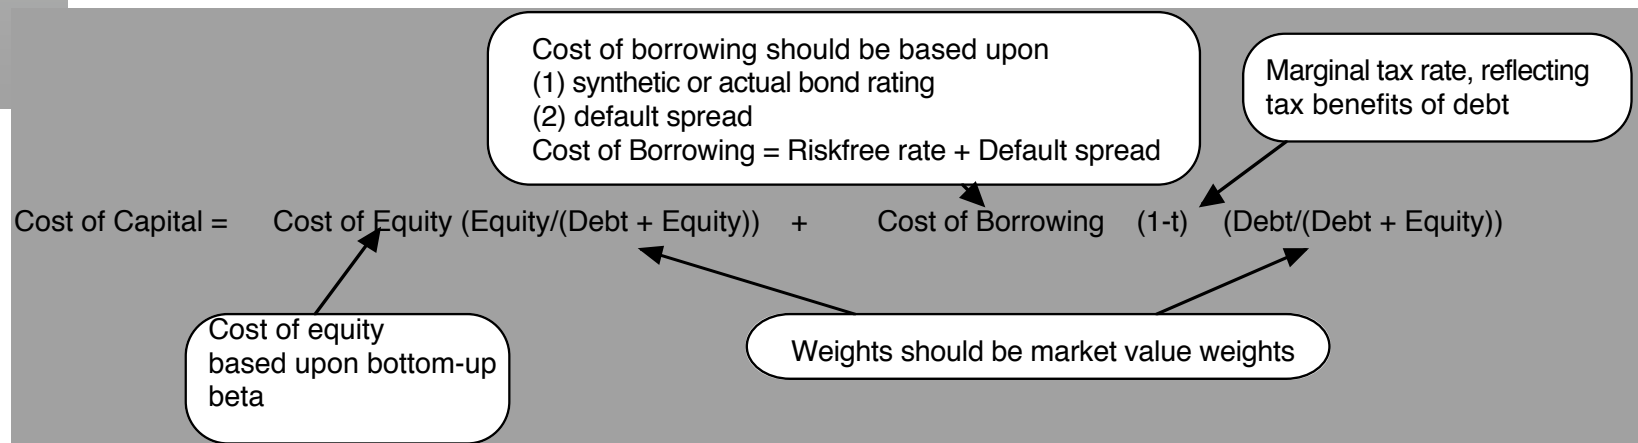 Cost of borrowing should be based upon
(1) synthetic or actual bond rating
(2) default spread
Cost of Borrowing = Riskfree rate + Default spread
Marginal tax rate, reflecting
tax benefits of debt
Cost of Capital = Cost of Equity (Equity/(Debt + Equity)) + Cost of Borrowing (1-t) (Debt/(Debt + Equity))
Cost of equity
based upon bottom-up
beta
Weights should be market value weights